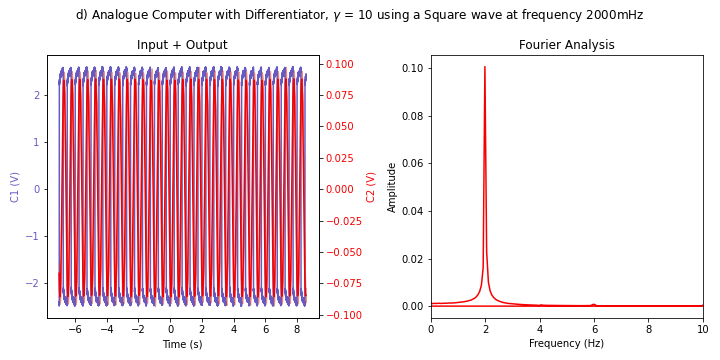 d) Analogue Computer with Differentiator, γ = 10 using a Square wave at frequency 2000mHz
Input + Output
C1 (V)
2
1
0
−1
−2
−6 −4 −2 0 2 4 6 8
Time (s)
0.100
0.075
0.050
0.025
0.000
−0.025
−0.050
−0.075
−0.100
C2 (V)
Fourier Analysis
Amplitude
0.10
0.08
0.06
0.04
0.02
0.00
0 2 4 6 8 10
Frequency (Hz)